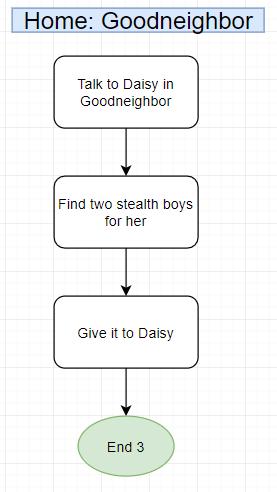 Home: Goodneighbor
Talk to Daisy in
Goodneighbor
Find two stealth boys
for her
Give it to Daisy
End 3